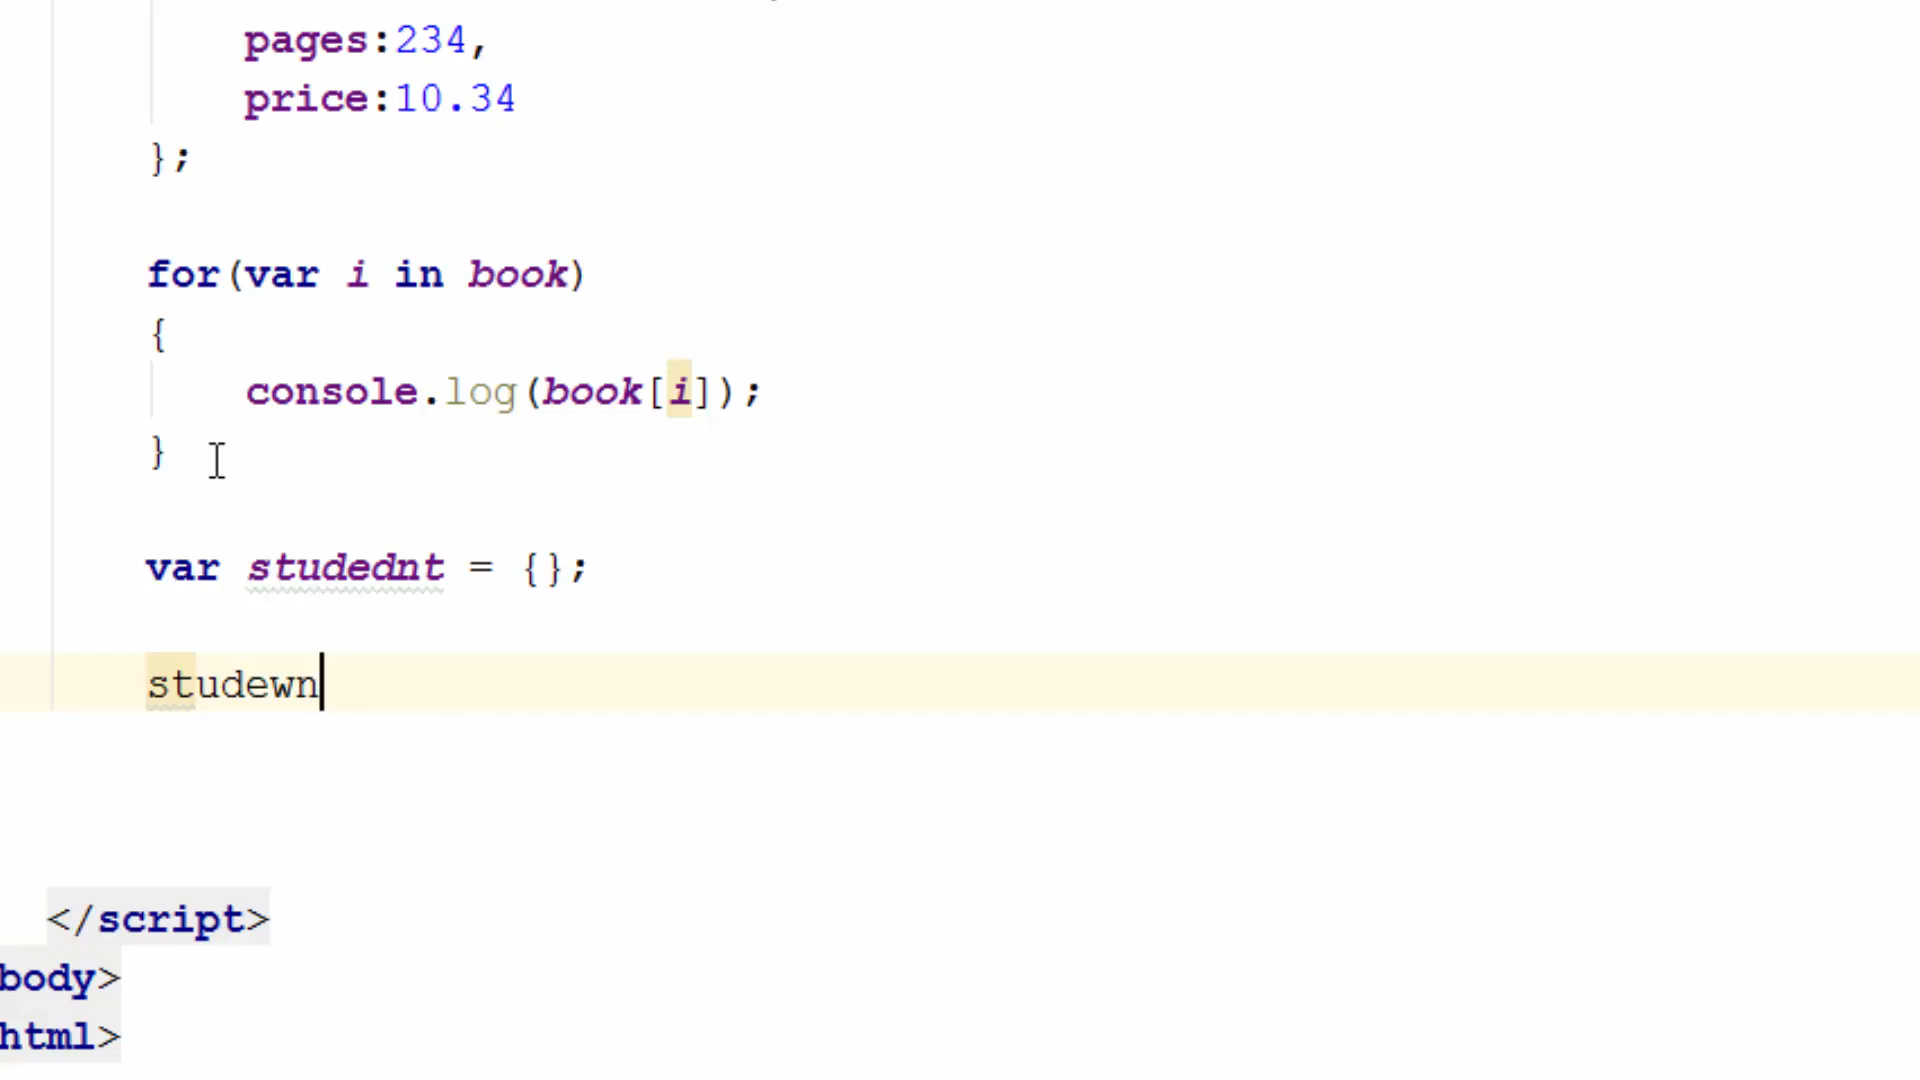 pages:234,
price:10.34
};
for(var i in book)
{
console.log(book[i]);
}
var studednt = {};
studewn
</script>
body>
html>